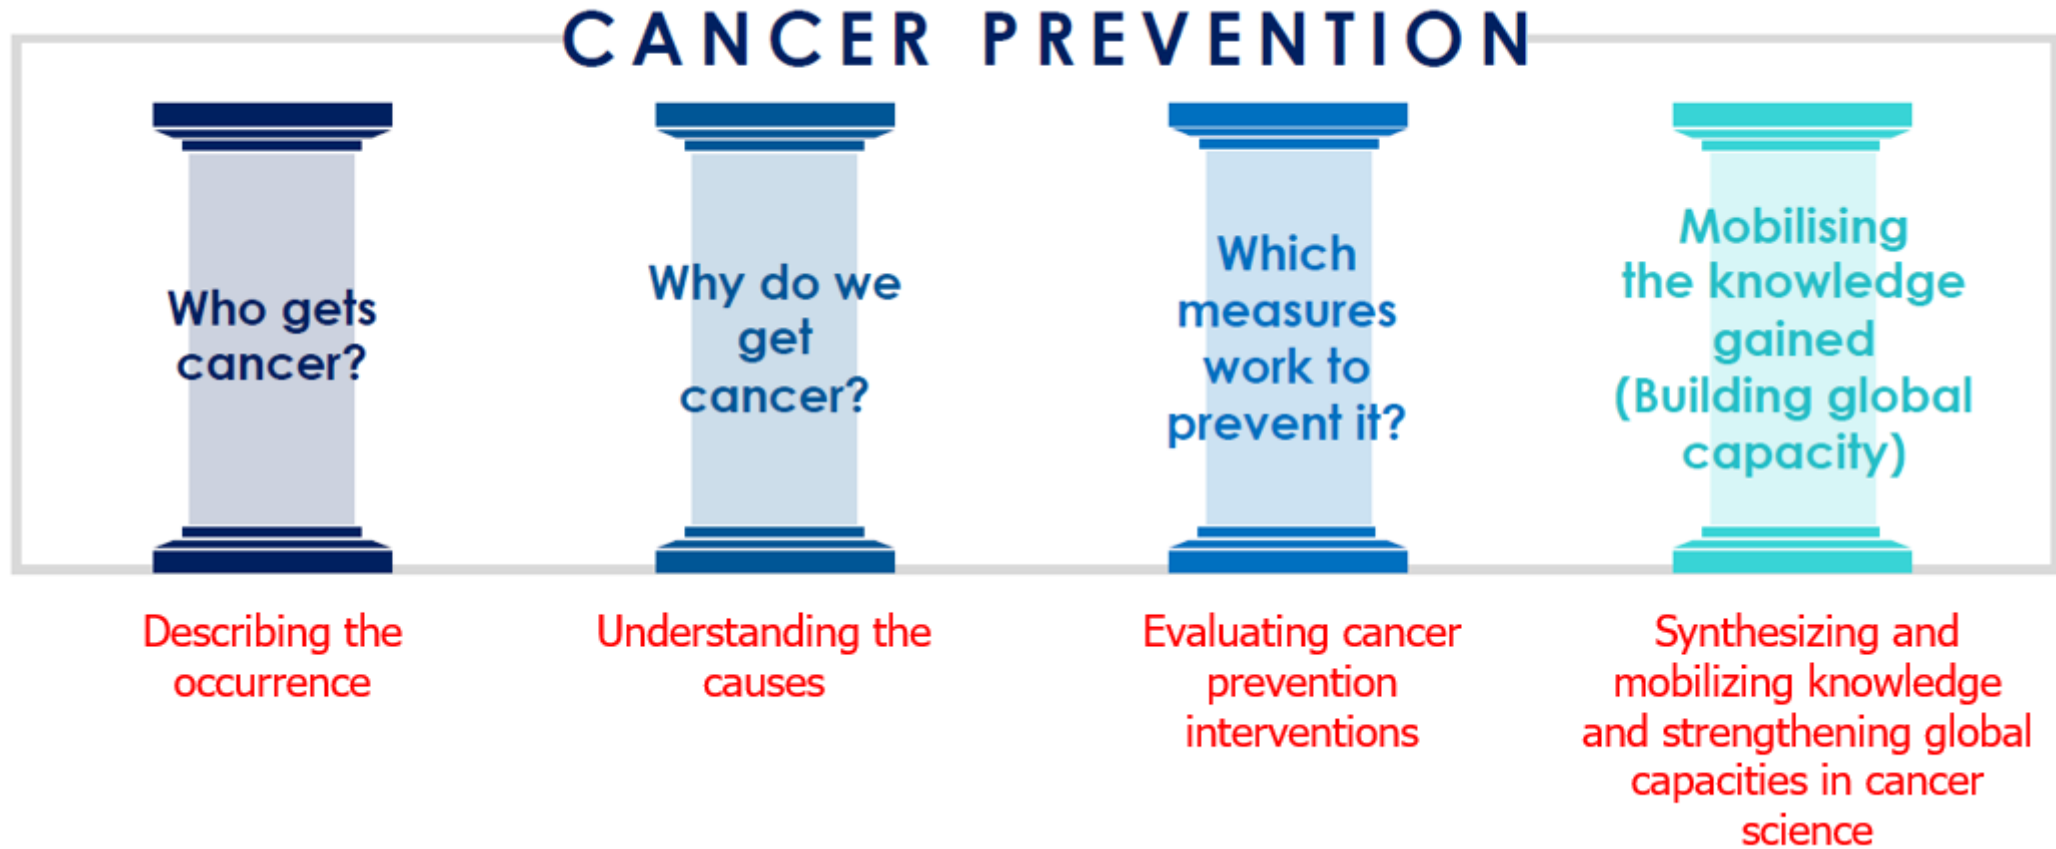 CANCER PREVENTION
Who gets
cancer?
Why do we
get
cancer?
Which
measures
work to
prevent it?
Mobilising
the knowledge
gained
(Building global
capacity)
Describing the
occurrence
Understanding the
causes
Evaluating cancer
prevention
interventions
Synthesizing and
mobilizing knowledge
and strengthening global
capacities in cancer
science